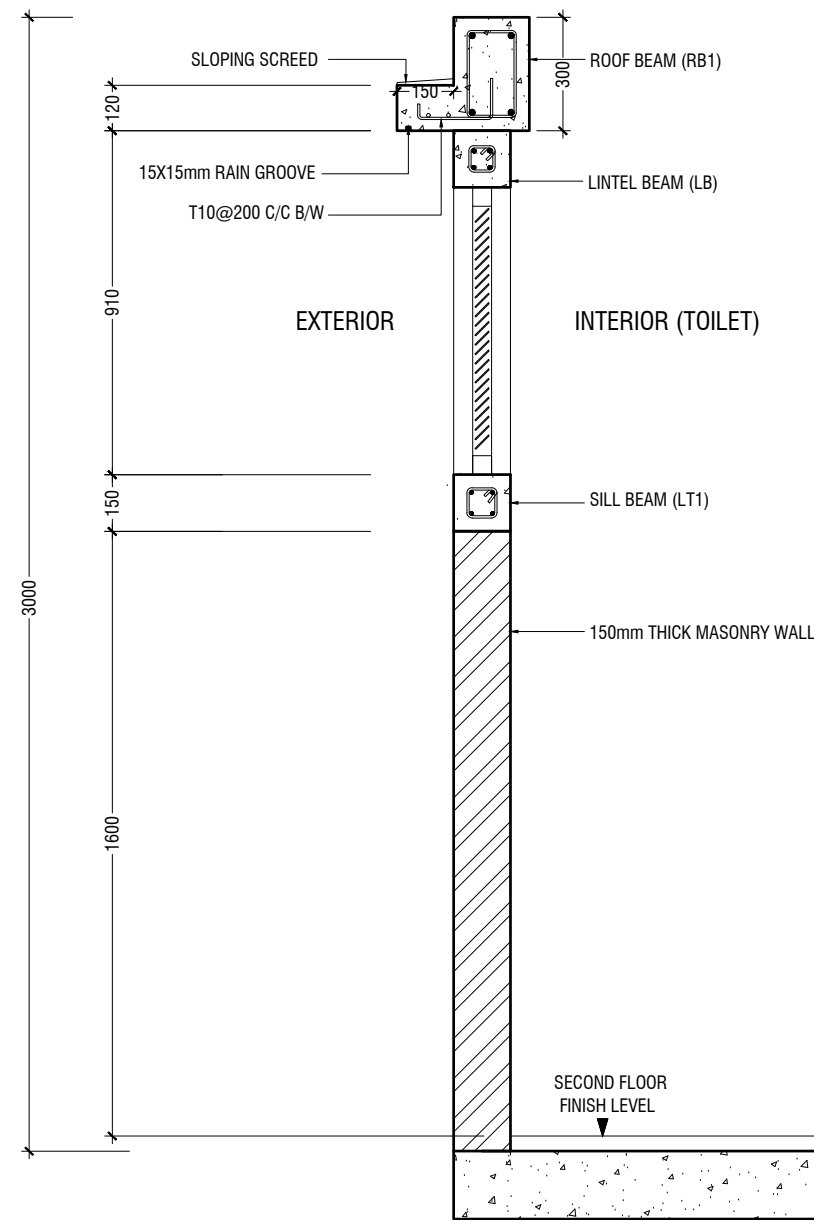 SLOPING SCREED
ROOF BEAM (RB1)
300
150
120
15X15mm RAIN GROOVE
LINTEL BEAM (LB)
T10@200 C/C B/W
910
EXTERIOR
INTERIOR (TOILET)
150
SILL BEAM (LT1)
3000
150mm THICK MASONRY WALL
1600
SECOND FLOOR
FINISH LEVEL